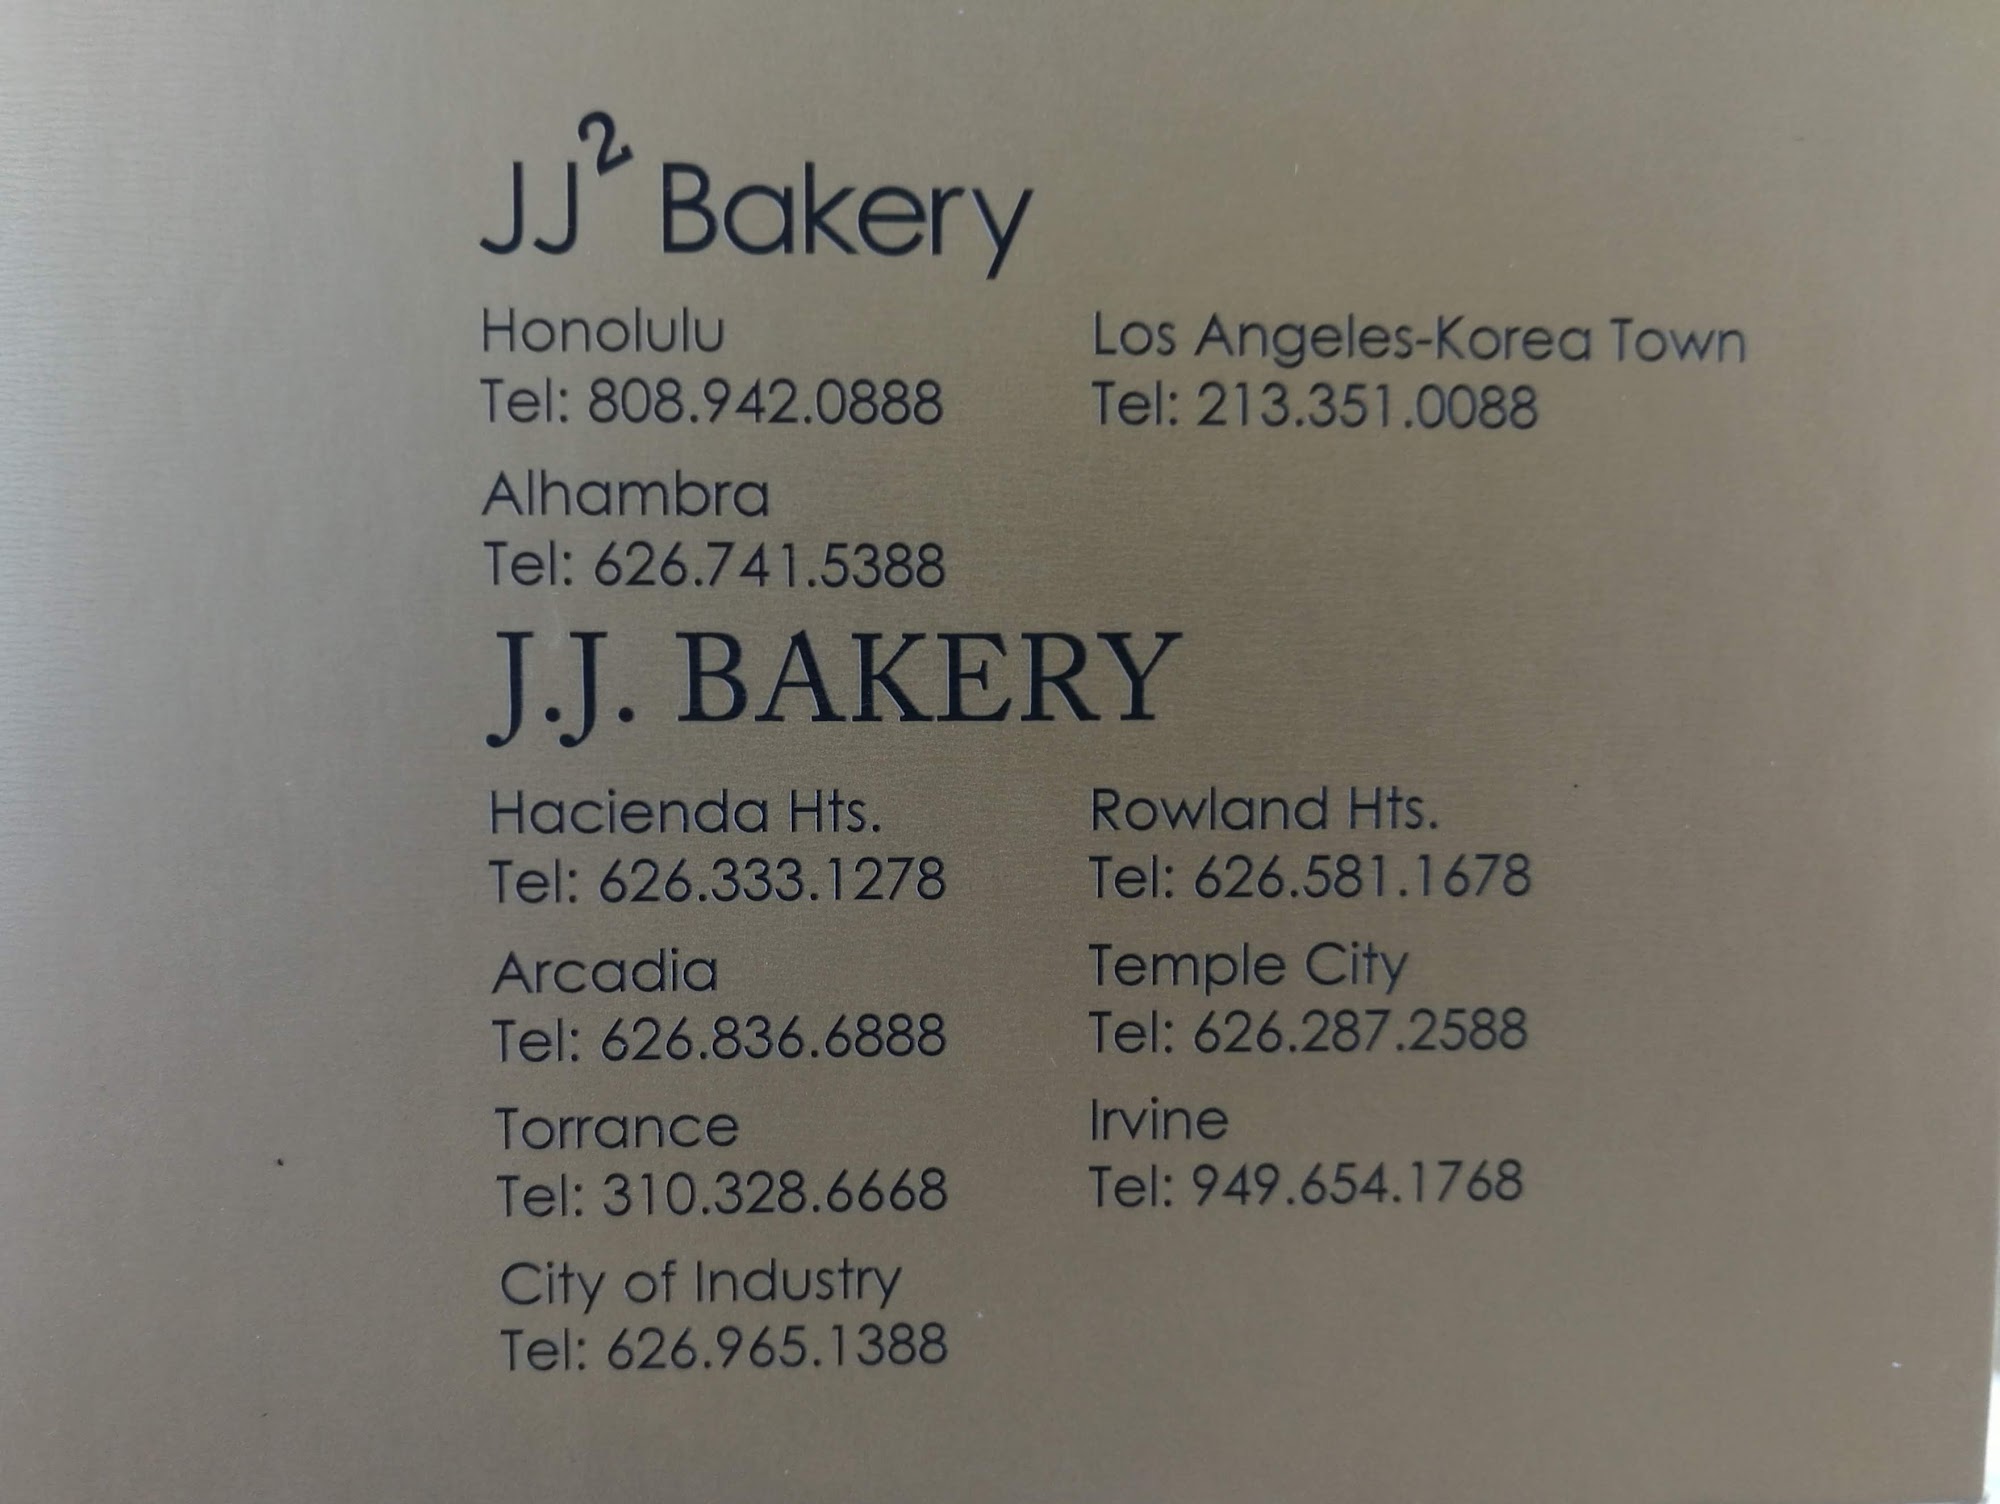 JJ² Bakery
Honolulu
Tel: 808.942.0888
Los Angeles-Korea Town
Tel: 213.351.0088
Alhambra
Tel: 626.741.5388
J.J. BAKERY
Hacienda Hts.
Tel: 626.333.1278
Rowland Hts.
Tel: 626.581.1678
Arcadia
Tel: 626.836.6888
Temple City
Tel: 626.287.2588
Torrance
Tel: 310.328.6668
Irvine
Tel: 949.654.1768
City of Industry
Tel: 626.965.1388